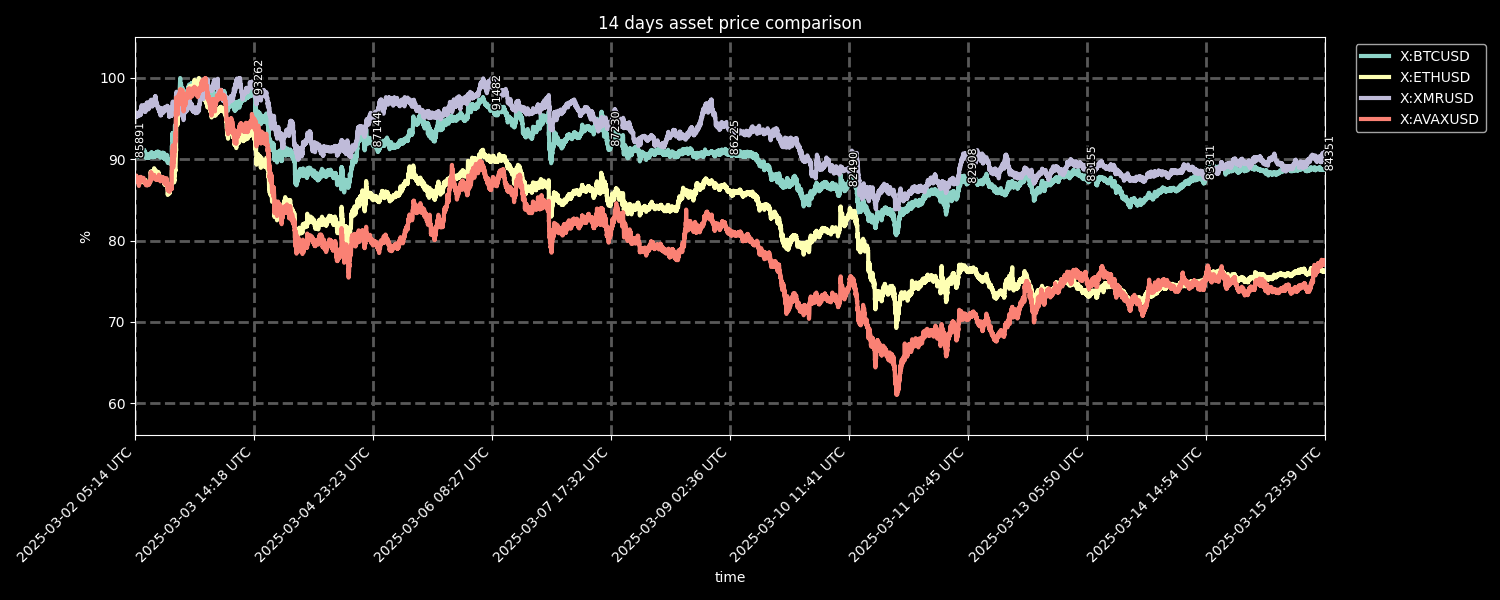 14 days asset price comparison
X:BTCUSD
X:ETHUSD
X:XMRUSD
X:AVAXUSD
100
90
80
70
60
%
85891
93262
87144
91482
87230
86225
82490
82908
83155
83311
84351
2025-03-02 05:14 UTC
2025-03-03 14:18 UTC
2025-03-04 23:23 UTC
2025-03-06 08:27 UTC
2025-03-07 17:32 UTC
2025-03-09 02:36 UTC
2025-03-10 11:41 UTC
2025-03-11 20:45 UTC
2025-03-13 05:50 UTC
2025-03-14 14:54 UTC
2025-03-15 23:59 UTC
time